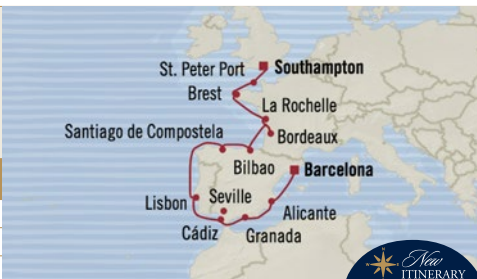 St. Peter Port
Southampton
Brest
La Rochelle
Santiago de Compostela
Bordeaux
Bilbao
Barcelona
Lisbon
Seville
Alicante
Cádiz
Granada
New
ITINERARY